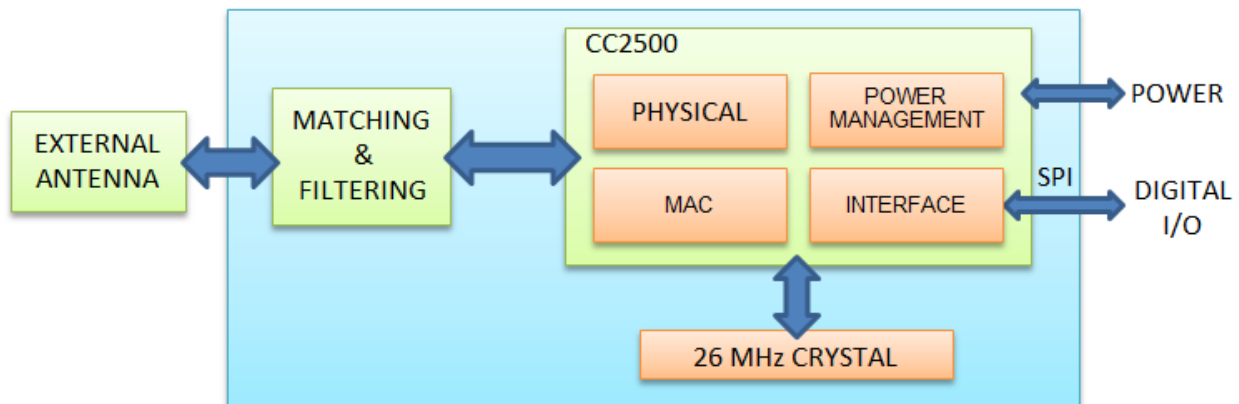 CC2500
PHYSICAL
POWER
MANAGEMENT
MAC
INTERFACE
EXTERNAL
ANTENNA
MATCHING
&
FILTERING
26 MHz CRYSTAL
POWER
SPI
DIGITAL
I/O